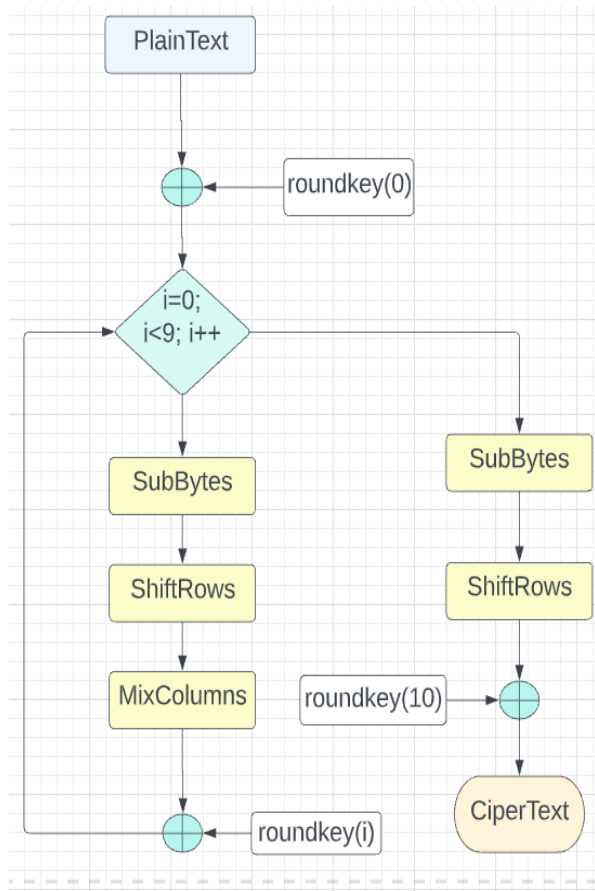 PlainText
roundkey(0)
i=0;
i<9; i++
SubBytes
ShiftRows
MixColumns
roundkey(i)
SubBytes
ShiftRows
roundkey(10)
CiperText